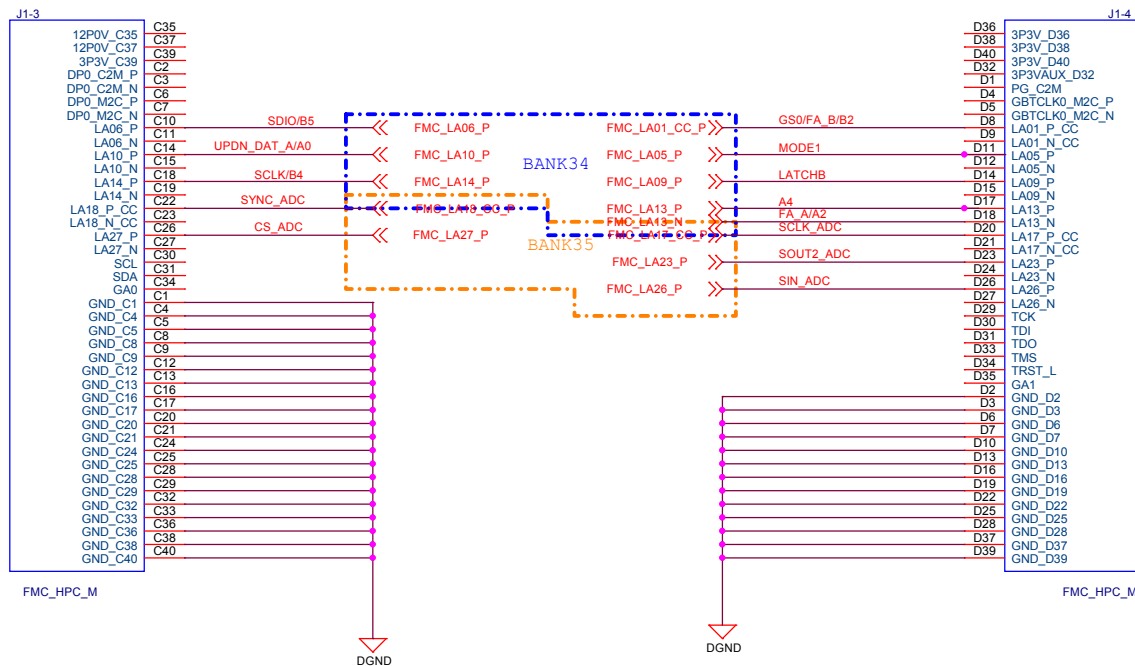 J1-3
C35
12P0V_C35
C37
12P0V_C37
C39
3P3V_C39
C2
DP0_C2M_P
C3
DP0_C2M_N
C6
DP0_M2C_P
C7
DP0_M2C_N
C10
LA06_P
C11
LA06_N
C14
LA10_P
C15
LA10_N
C18
LA14_P
C19
LA14_N
C22
LA18_P_CC
C23
LA18_N_CC
C26
LA27_P
C27
LA27_N
C30
SCL
C31
SDA
C34
GA0
C1
GND_C1
C4
GND_C4
C5
GND_C5
C8
GND_C8
C9
GND_C9
C12
GND_C12
C13
GND_C13
C16
GND_C16
C17
GND_C17
C20
GND_C20
C21
GND_C21
C24
GND_C24
C25
GND_C25
C28
GND_C28
C29
GND_C29
C32
GND_C32
C33
GND_C33
C36
GND_C36
C38
GND_C38
C40
GND_C40
FMC_HPC_M
SDIO/B5
UPDN_DAT_A/A0
SCLK/B4
SYNC_ADC
CS_ADC
FMC_LA06_P
FMC_LA10_P
FMC_LA14_P
FMC_LA18_CC_P
FMC_LA27_P
BANK34
BANK35
FMC_LA01_CC_P
FMC_LA05_P
FMC_LA09_P
FMC_LA13_P
FMC_LA13_N
FMC_LA17_CC_P
FMC_LA23_P
FMC_LA26_P
GS0/FA_B/B2
MODE1
LATCHB
A4
FA_A/A2
SCLK_ADC
SOUT2_ADC
SIN_ADC
DGND
DGND
J1-4
D36
3P3V_D36
D38
3P3V_D38
D40
3P3V_D40
D32
3P3VAUX_D32
D1
PG_C2M
D4
GBTCLK0_M2C_P
D5
GBTCLK0_M2C_N
D8
LA01_P_CC
D9
LA01_N_CC
D11
LA05_P
D12
LA05_N
D14
LA09_P
D15
LA09_N
D17
LA13_P
D18
LA13_N
D20
LA17_P_CC
D21
LA17_N_CC
D23
LA23_P
D24
LA23_N
D26
LA26_P
D27
LA26_N
D29
TCK
D30
TDI
D31
TDO
D33
TMS
D34
TRST_L
D35
GA1
D2
GND_D2
D3
GND_D3
D6
GND_D6
D7
GND_D7
D10
GND_D10
D13
GND_D13
D16
GND_D16
D19
GND_D19
D22
GND_D22
D25
GND_D25
D28
GND_D28
D37
GND_D37
D39
GND_D39
FMC_HPC_M